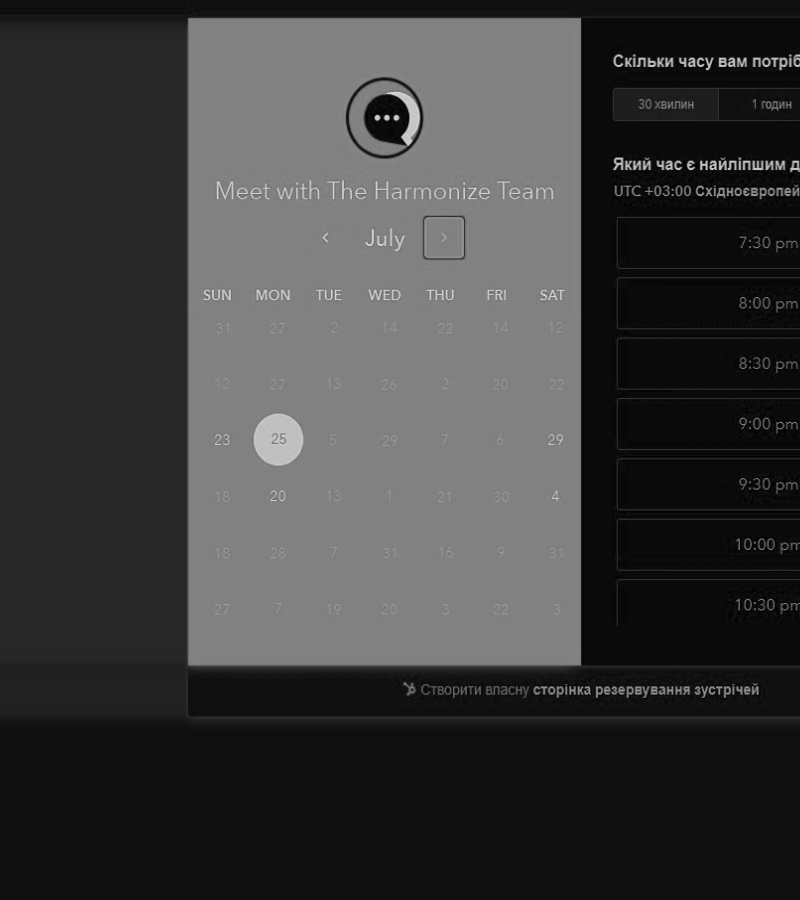 Meet with The Harmonize Team
July
SUN MON TUE WED THU FRI SAT
31 27 2 14 22 14 12
12 27 13 26 2 20 22
23 25 5 29 7 6 29
18 20 13 1 21 30 4
18 28 7 31 16 9 31
27 7 19 20 3 22 3
Скільки часу вам потріб
30 хвилин 1 годин
Який час є найліпшим д
UTC +03:00 Східноєвропей
7:30 pm
8:00 pm
8:30 pm
9:00 pm
9:30 pm
10:00 pm
10:30 pm
Створити власну сторінка резервування зустрічей